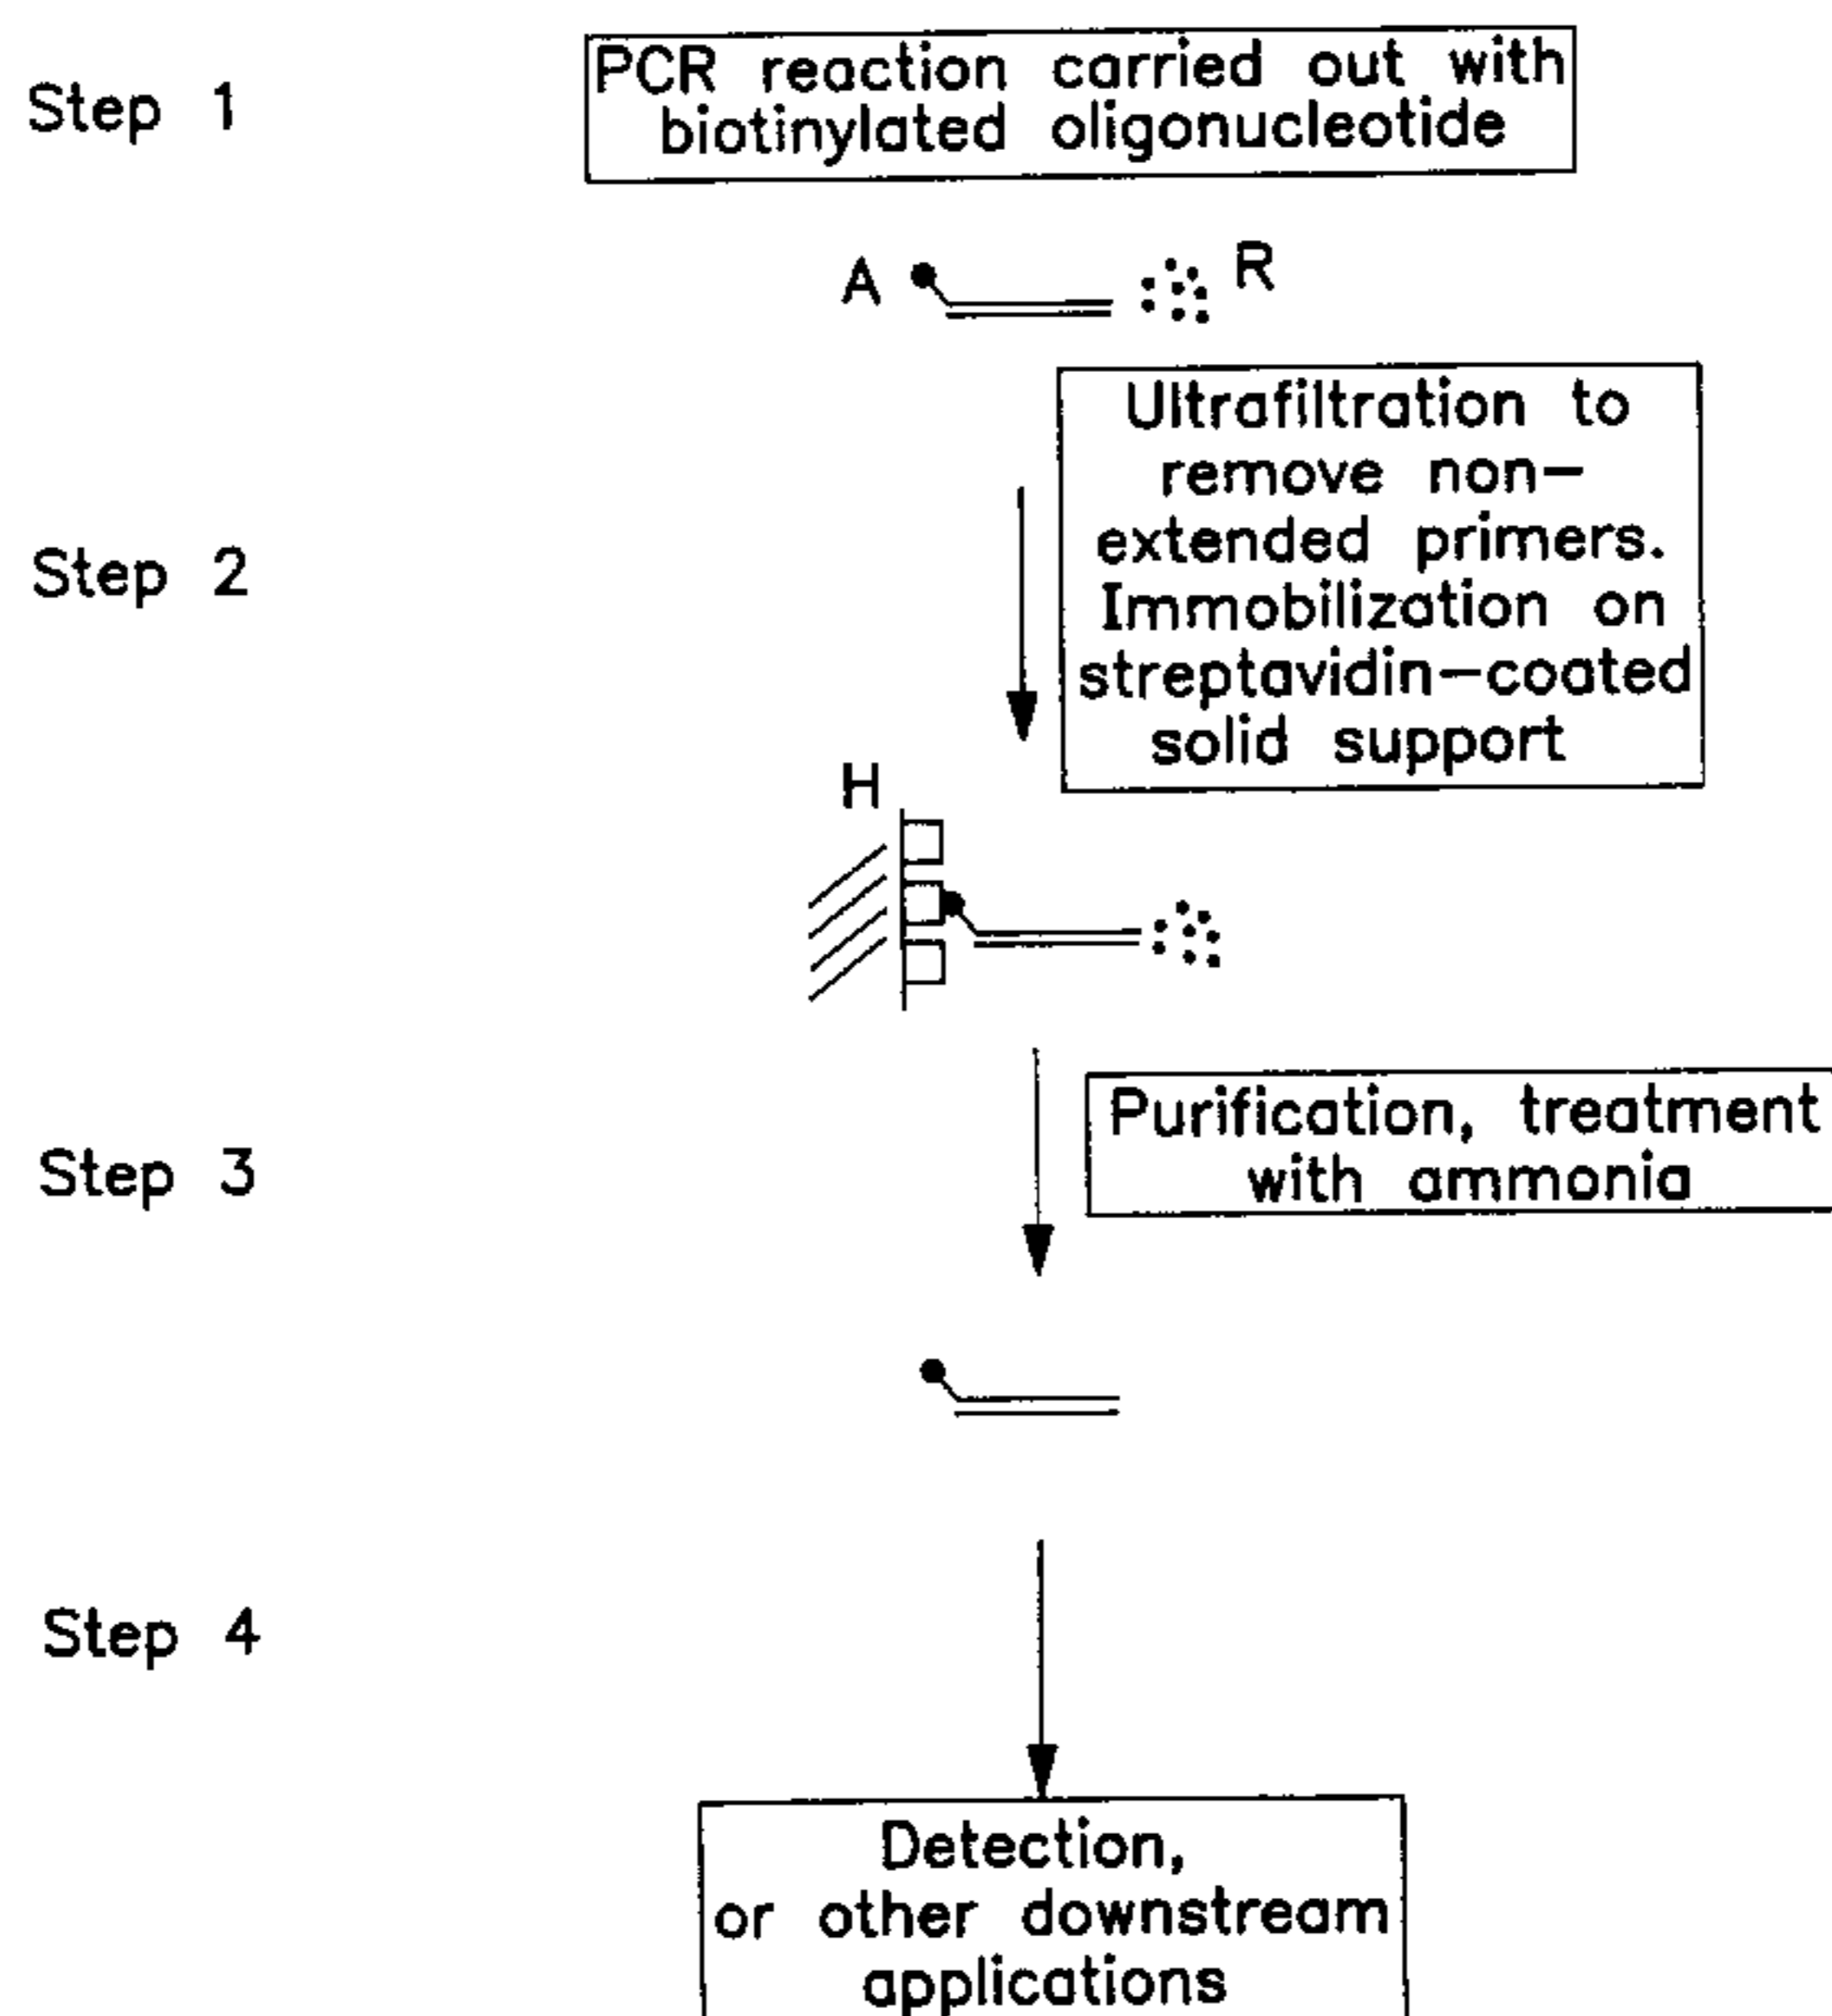 Step 1
PCR reaction carried out with
biotinylated oligonucleotide
A
R
Step 2
Ultrafiltration to
remove non-
extended primers.
Immobilization on
streptavidin-coated
solid support
H
Step 3
Purification, treatment
with ammonia
Step 4
Detection,
or other downstream
applications